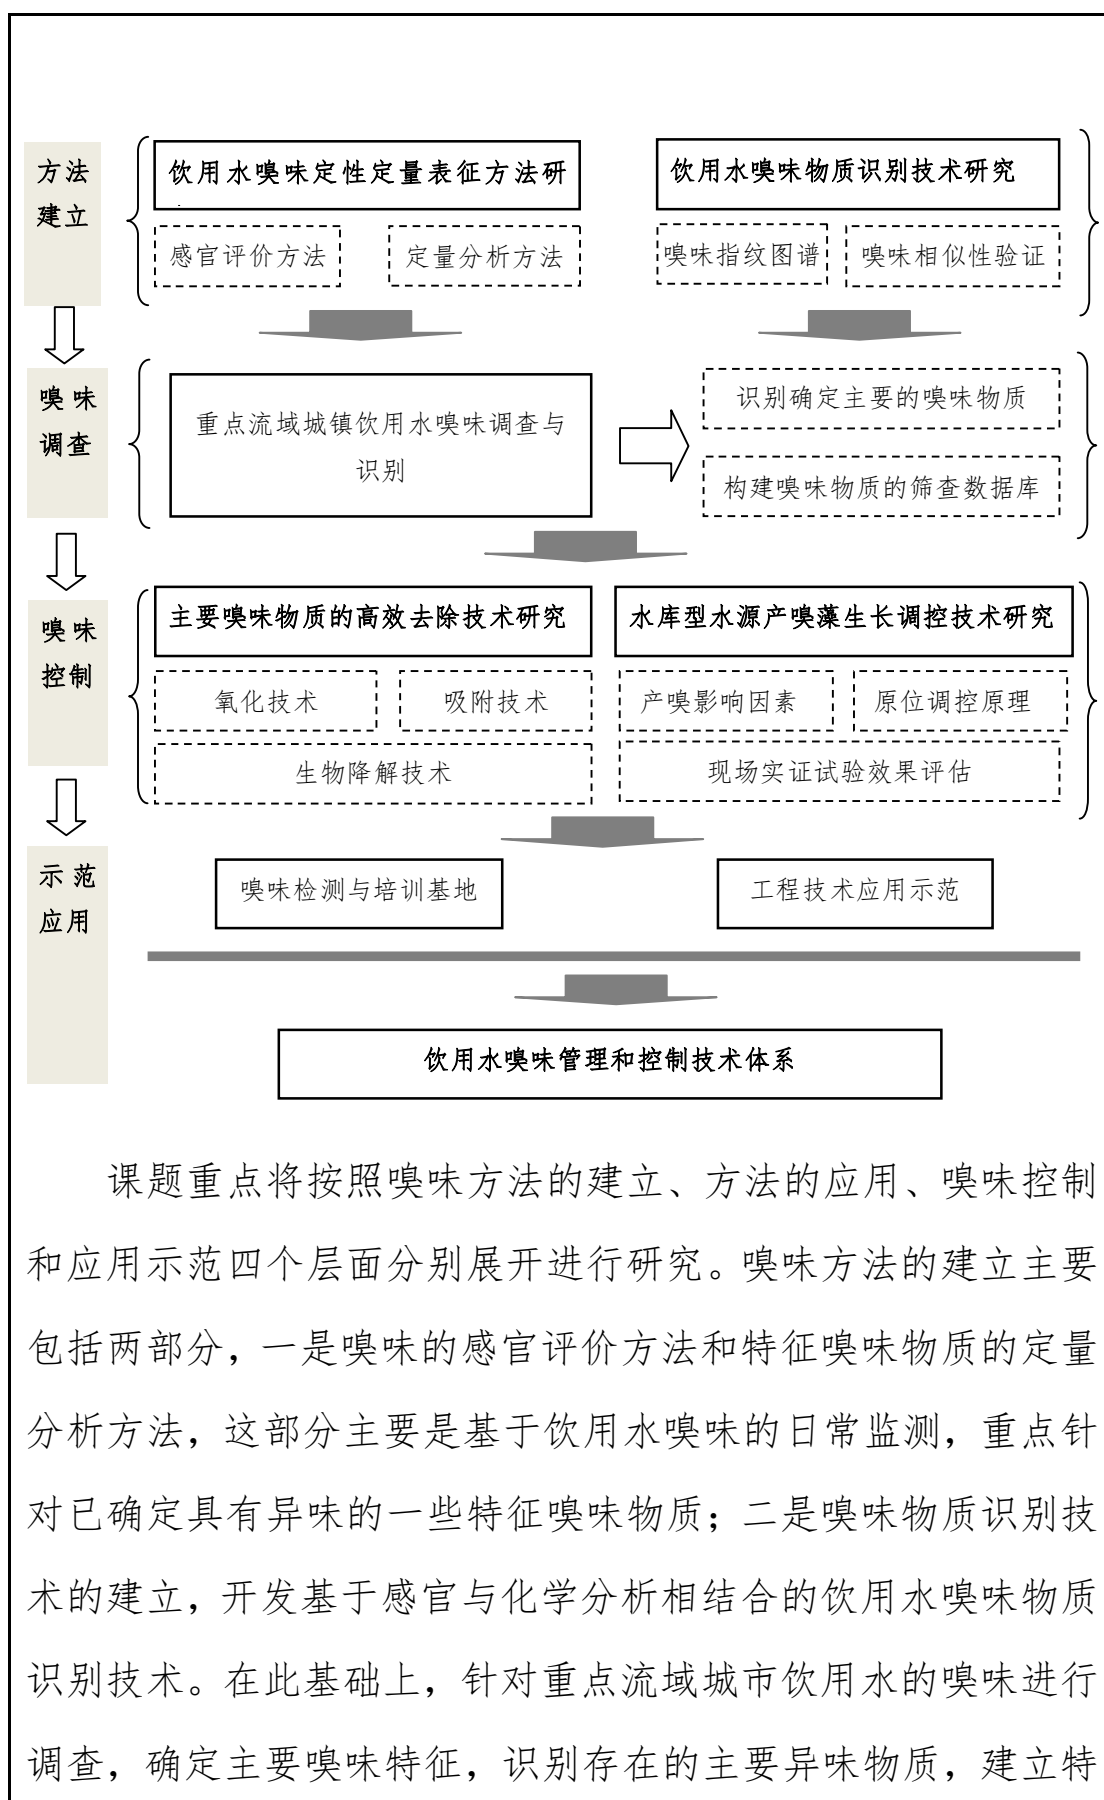 方法
建立
饮用水嗅味定性定量表征方法研
饮用水嗅味物质识别技术研究
感官评价方法
定量分析方法
嗅味指纹图谱
嗅味相似性验证
嗅味
调查
重点流域城镇饮用水嗅味调查与
识别
识别确定主要的嗅味物质
构建嗅味物质的筛查数据库
嗅味
控制
主要嗅味物质的高效去除技术研究
水库型水源产嗅藻生长调控技术研究
氧化技术
吸附技术
产嗅影响因素
原位调控原理
生物降解技术
现场实证试验效果评估
示范
应用
嗅味检测与培训基地
工程技术应用示范
饮用水嗅味管理和控制技术体系
课题重点将按照嗅味方法的建立、方法的应用、嗅味控制
和应用示范四个层面分别展开进行研究。嗅味方法的建立主要
包括两部分，一是嗅味的感官评价方法和特征嗅味物质的定量
分析方法，这部分主要是基于饮用水嗅味的日常监测，重点针
对已确定具有异味的一些特征嗅味物质；二是嗅味物质识别技
术的建立，开发基于感官与化学分析相结合的饮用水嗅味物质
识别技术。在此基础上，针对重点流域城市饮用水的嗅味进行
调查，确定主要嗅味特征，识别存在的主要异味物质，建立特